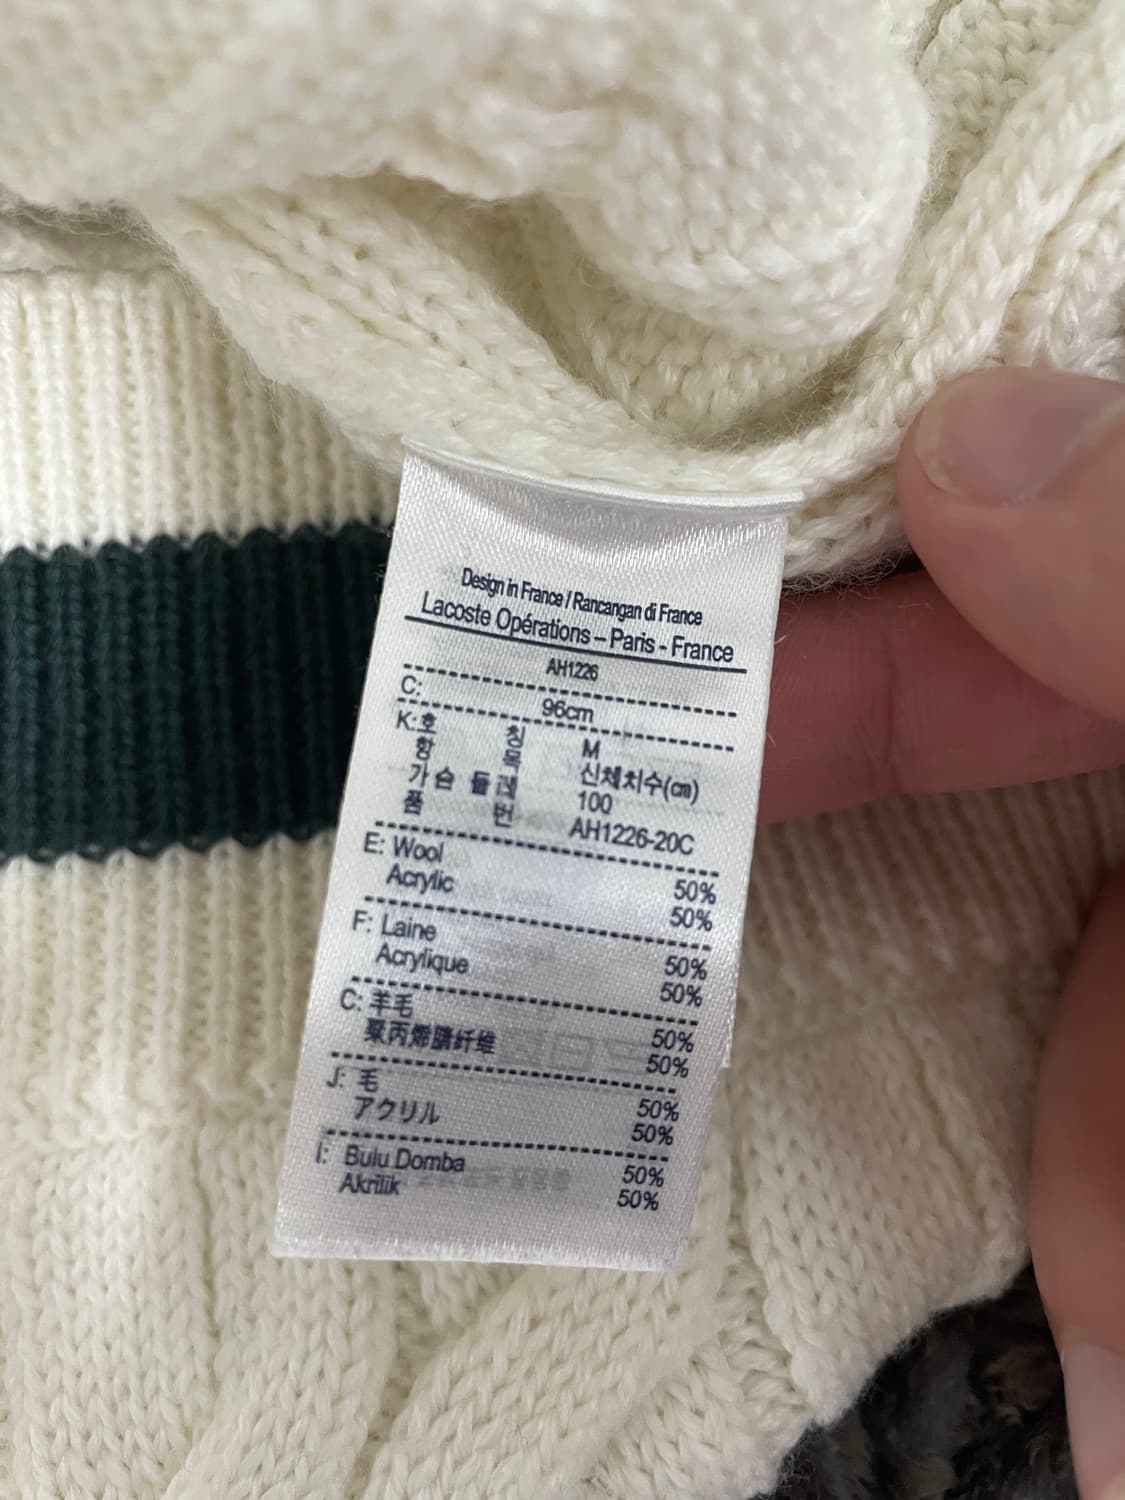 Design in France / Rancangan di France
Lacoste Opérations – Paris - France
AH1226
C: 96cm
K: 호 칭 M
항 목 신체치수(㎝)
가슴 둘레 100
품 번 AH1226-20C
E: Wool 50%
Acrylic 50%
F: Laine 50%
Acrylique 50%
C: 羊毛 50%
聚丙烯腈纤维 50%
J: 毛 50%
アクリル 50%
I: Bulu Domba 50%
Akrilik 50%